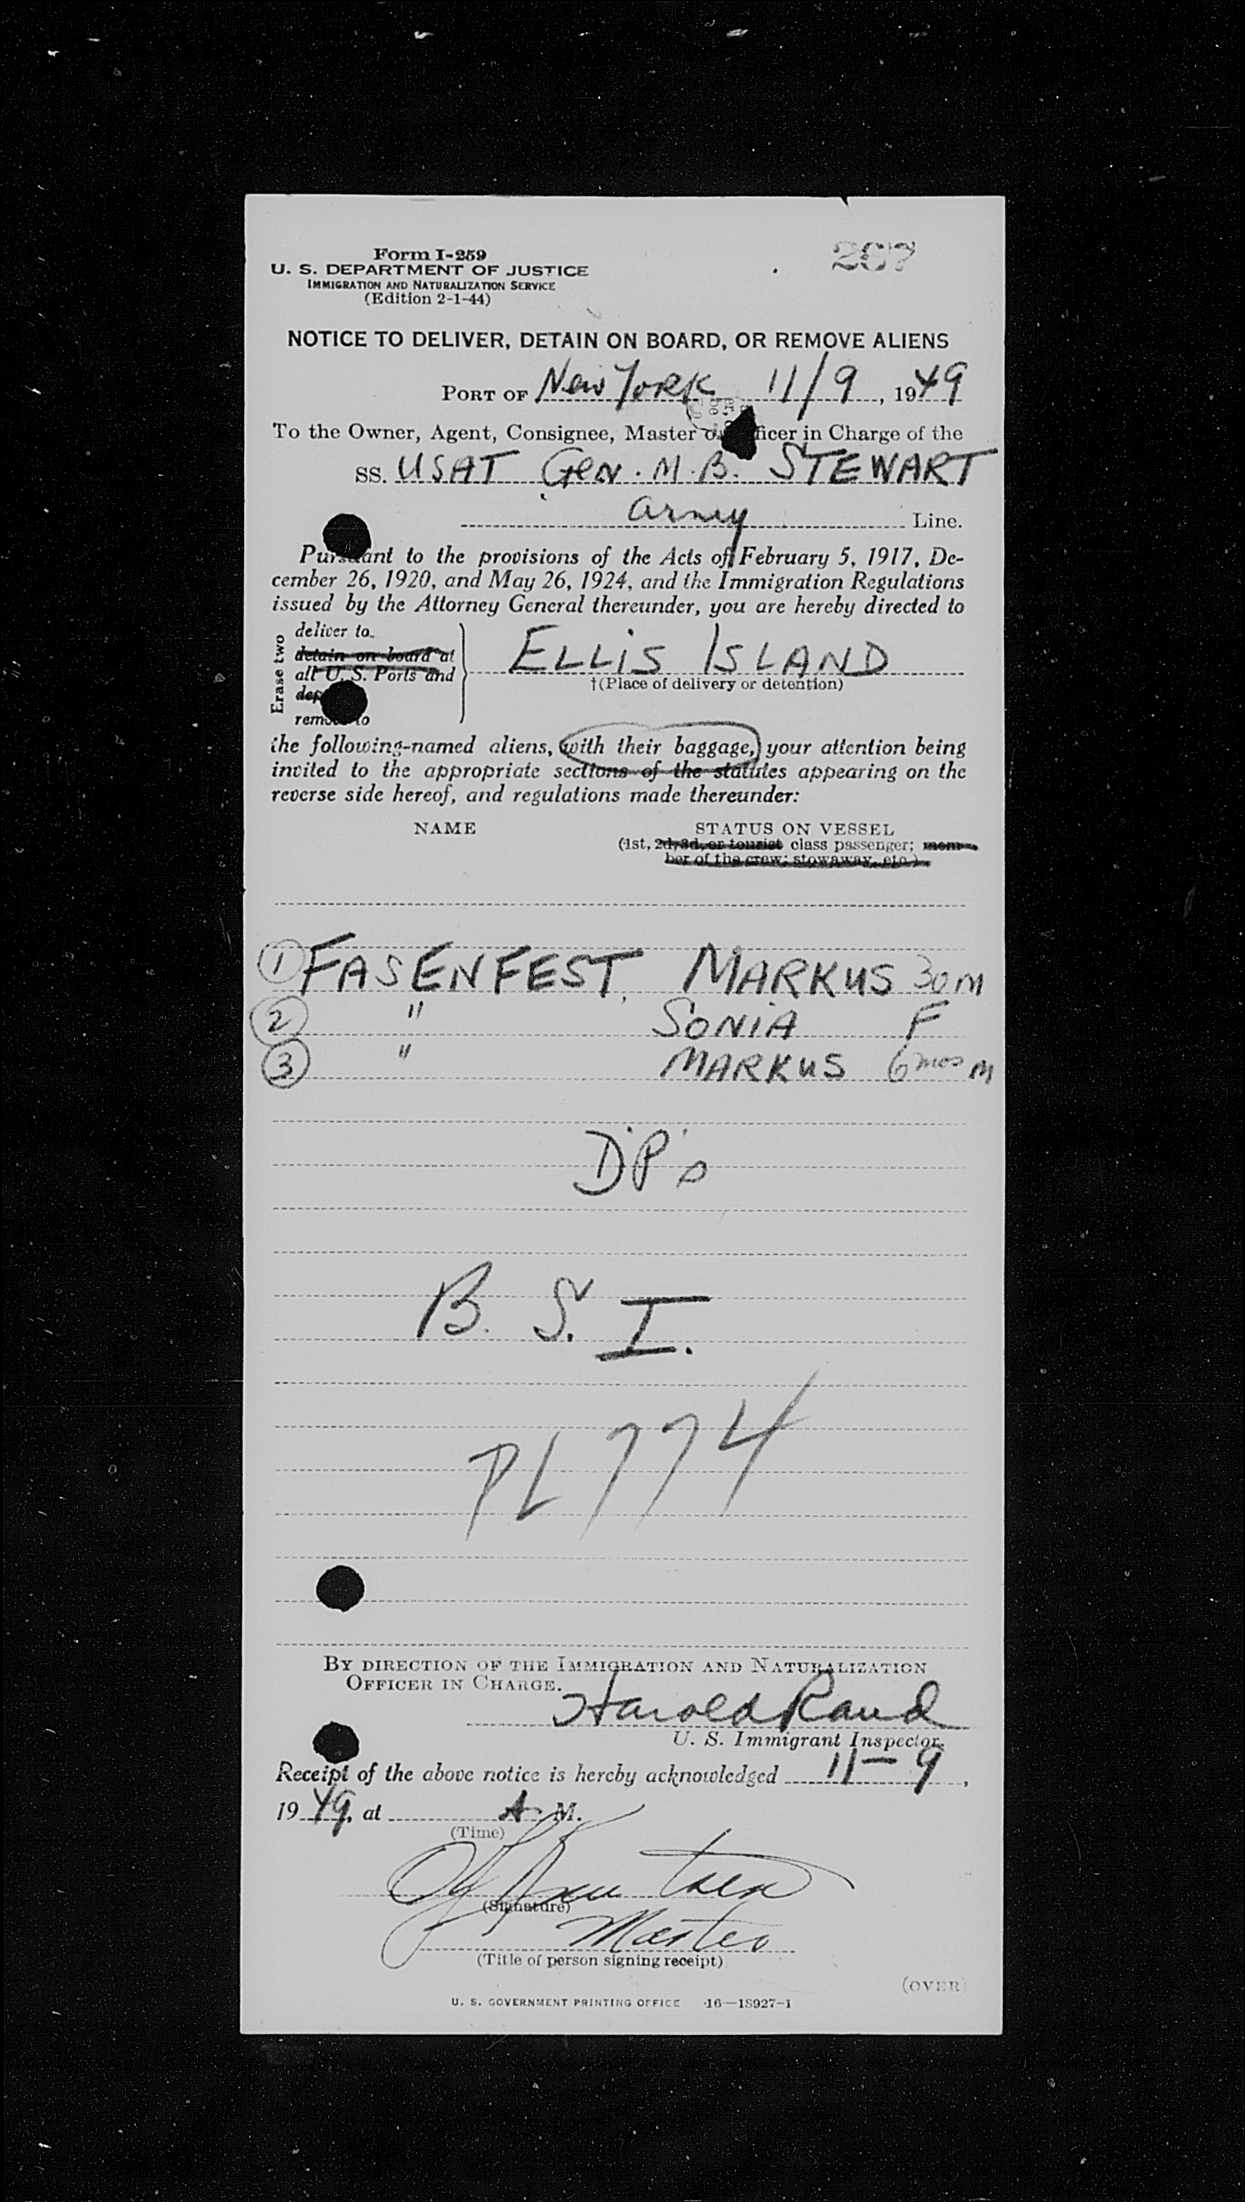 Form I-259
267
U. S. DEPARTMENT OF JUSTICE
IMMIGRATION AND NATURALIZATION SERVICE
(Edition 2-1-44)
NOTICE TO DELIVER, DETAIN ON BOARD, OR REMOVE ALIENS
PORT OF New York 11/9, 1949
To the Owner, Agent, Consignee, Master or Officer in Charge of the
SS. USAT GEN. M. B. STEWART
Army Line.
Pursuant to the provisions of the Acts of February 5, 1917, De-
cember 26, 1920, and May 26, 1924, and the Immigration Regulations
issued by the Attorney General thereunder, you are hereby directed to
Erase two
deliver to
detain on board at
all U. S. Ports and
remove to
ELLIS ISLAND
†(Place of delivery or detention)
the following-named aliens, with their baggage, your attention being
invited to the appropriate sections of the statutes appearing on the
reverse side hereof, and regulations made thereunder:
NAME STATUS ON VESSEL
(1st, 2d, 3d, or tourist class passenger; mem-
ber of the crew; stowaway, etc.)
1 FASENFEST, MARKUS 30 M
2 " SONIA F
3 " MARKUS 6 mos M
DP's
B. S. I.
PL 774
BY DIRECTION OF THE IMMIGRATION AND NATURALIZATION
OFFICER IN CHARGE.
Harold Rand
U. S. Immigrant Inspector.
Receipt of the above notice is hereby acknowledged 11-9,
1949, at A. M.
(Time)
(Signature)
Master
(Title of person signing receipt)
(OVER)
U. S. GOVERNMENT PRINTING OFFICE 16—18927-1